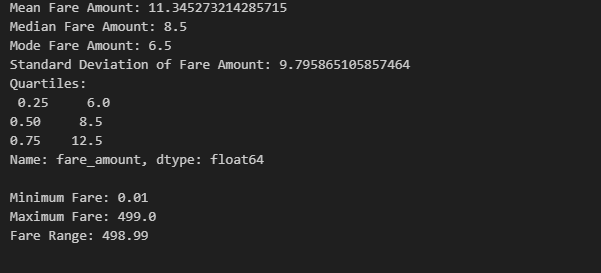 Mean Fare Amount: 11.345273214285715
Median Fare Amount: 8.5
Mode Fare Amount: 6.5
Standard Deviation of Fare Amount: 9.795865105857464
Quartiles:
 0.25     6.0
0.50     8.5
0.75    12.5
Name: fare_amount, dtype: float64

Minimum Fare: 0.01
Maximum Fare: 499.0
Fare Range: 498.99